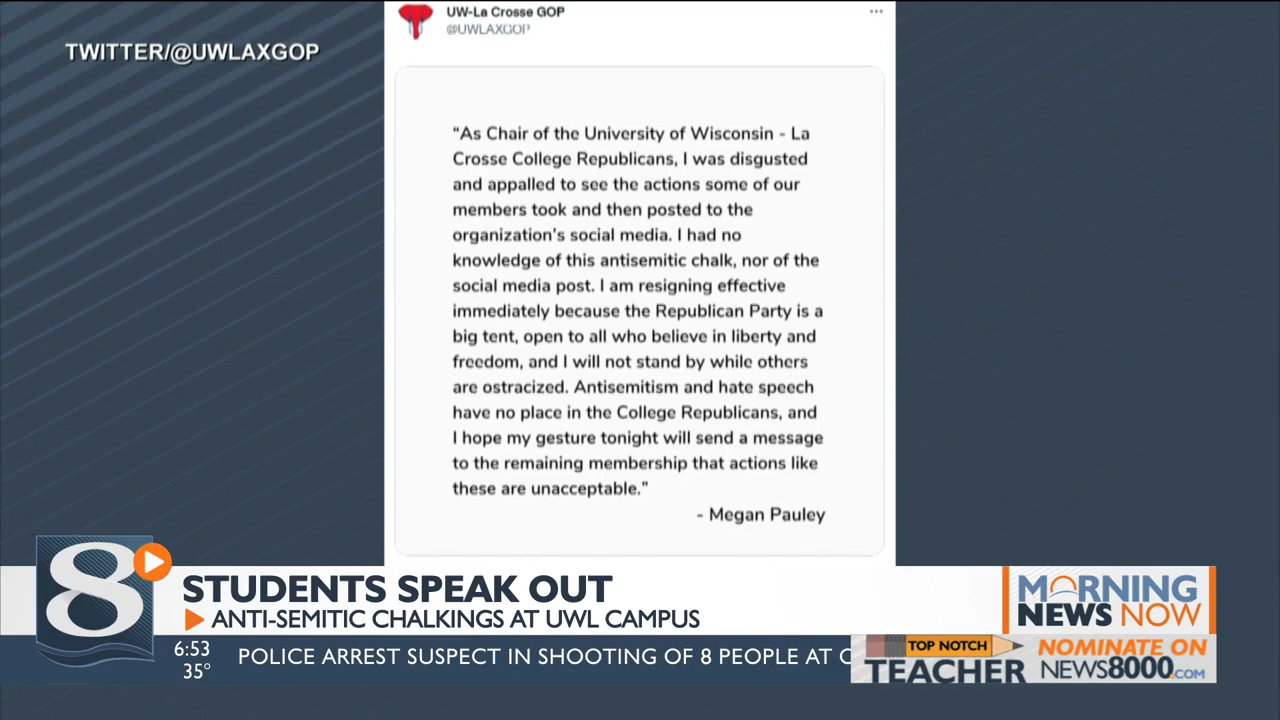 UW-La Crosse GOP
@UWLAXGOP
TWITTER/@UWLAXGOP
“As Chair of the University of Wisconsin - La
Crosse College Republicans, I was disgusted
and appalled to see the actions some of our
members took and then posted to the
organization's social media. I had no
knowledge of this antisemitic chalk, nor of the
social media post. I am resigning effective
immediately because the Republican Party is a
big tent, open to all who believe in liberty and
freedom, and I will not stand by while others
are ostracized. Antisemitism and hate speech
have no place in the College Republicans, and
I hope my gesture tonight will send a message
to the remaining membership that actions like
these are unacceptable.”
- Megan Pauley
8
STUDENTS SPEAK OUT
ANTI-SEMITIC CHALKINGS AT UWL CAMPUS
MORNING
NEWS NOW
6:53
35°
POLICE ARREST SUSPECT IN SHOOTING OF 8 PEOPLE AT
TOP NOTCH
TEACHER
NOMINATE ON
NEWS8000.COM